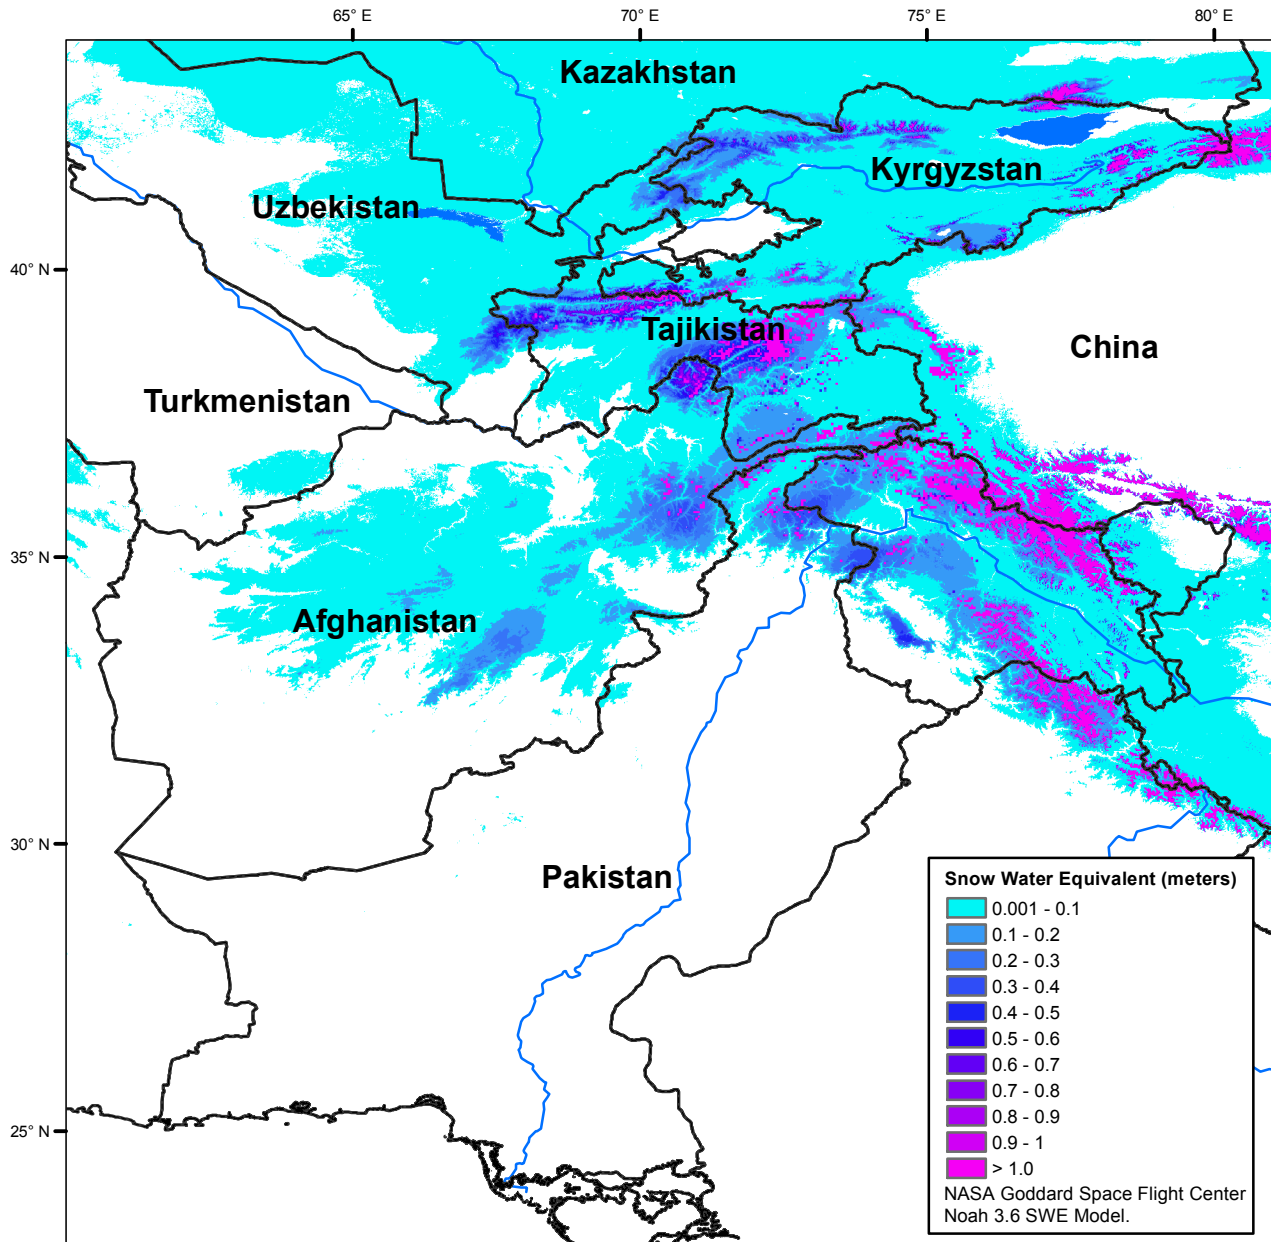 65° E
70° E
75° E
80° E
Kazakhstan
Kyrgyzstan
Uzbekistan
40° N
Tajikistan
China
Turkmenistan
35° N
Afghanistan
30° N
Pakistan
25° N
Snow Water Equivalent (meters)
0.001 - 0.1
0.1 - 0.2
0.2 - 0.3
0.3 - 0.4
0.4 - 0.5
0.5 - 0.6
0.6 - 0.7
0.7 - 0.8
0.8 - 0.9
0.9 - 1
> 1.0
NASA Goddard Space Flight Center
Noah 3.6 SWE Model.